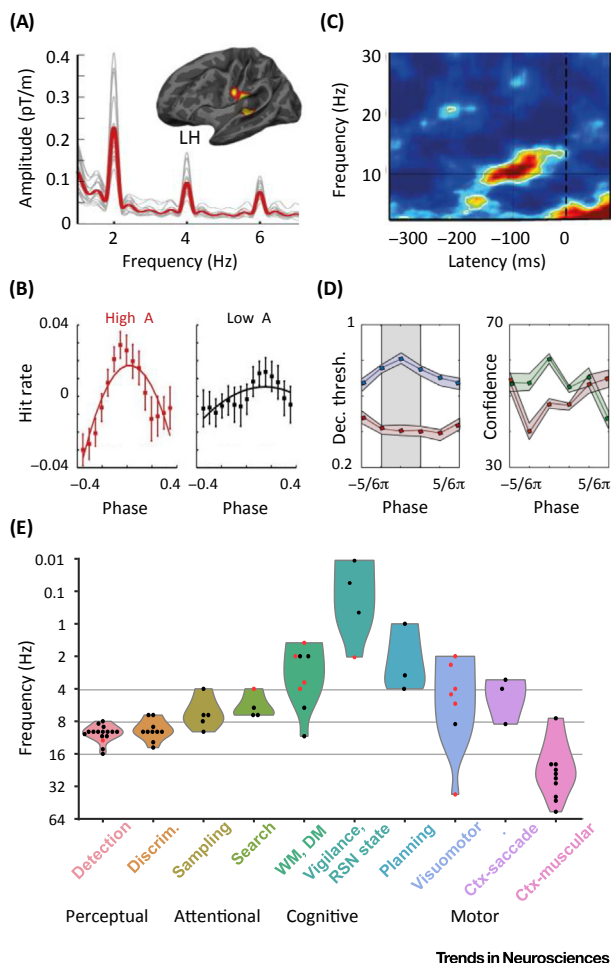 (A)
Amplitude (pT/m)
0.4
0.3
0.2
0.1
0
LH
2 4 6
Frequency (Hz)
(C)
Frequency (Hz)
30
20
10
−300 −200 −100 0
Latency (ms)
(B)
High A
Low A
Hit rate
0.04
0
−0.04
−0.4 0.4
Phase
−0.4 0.4
Phase
(D)
Dec. thresh.
1
0.2
−5/6π 5/6π
Phase
Confidence
70
30
−5/6π 5/6π
Phase
(E)
Frequency (Hz)
0.01
0.1
1
2
4
8
16
32
64
Detection
Discrim.
Sampling
Search
WM, DM
Vigilance,
RSN state
Planning
Visuomotor
.
Ctx-saccade
Ctx-muscular
Perceptual Attentional Cognitive Motor
Trends in Neurosciences